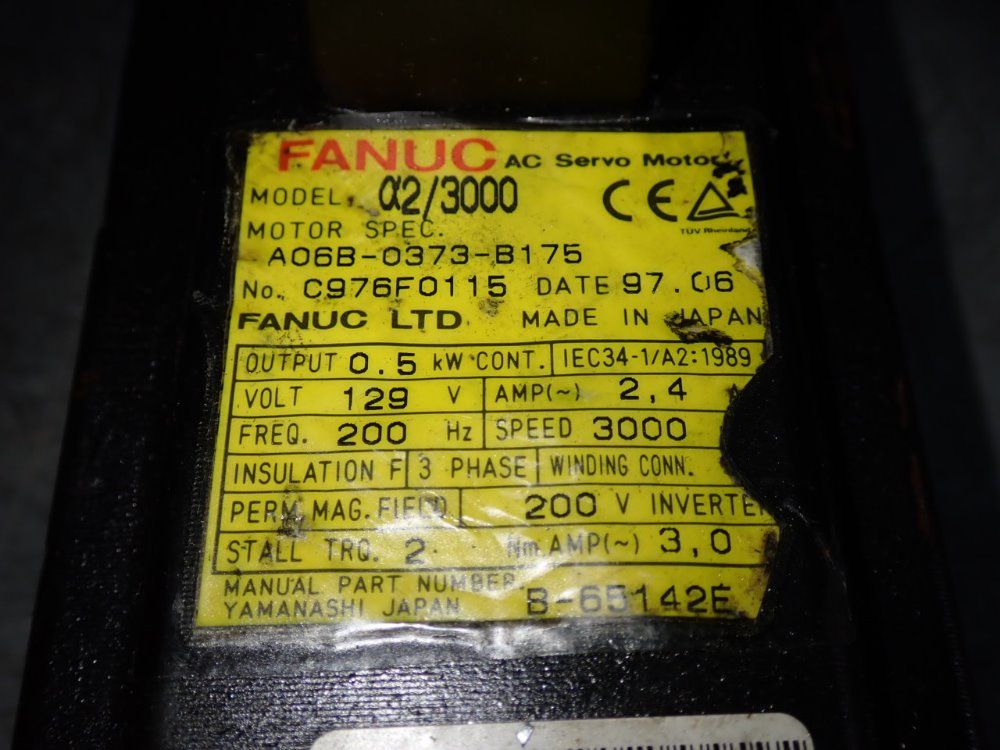 FANUC AC Servo Motor
MODEL α2/3000
CE
TÜV Rheinland
MOTOR SPEC.
A06B-0373-B175
No. C976F0115 DATE 97.06
FANUC LTD MADE IN JAPAN
OUTPUT 0.5 kW CONT. IEC34-1/A2:1989
VOLT 129 V AMP(~) 2,4
FREQ. 200 Hz SPEED 3000
INSULATION F 3 PHASE WINDING CONN.
PERM MAG. FIELD 200 V INVERTER
STALL TRQ. 2 Nm AMP(~) 3,0
MANUAL PART NUMBER
YAMANASHI JAPAN B-65142E